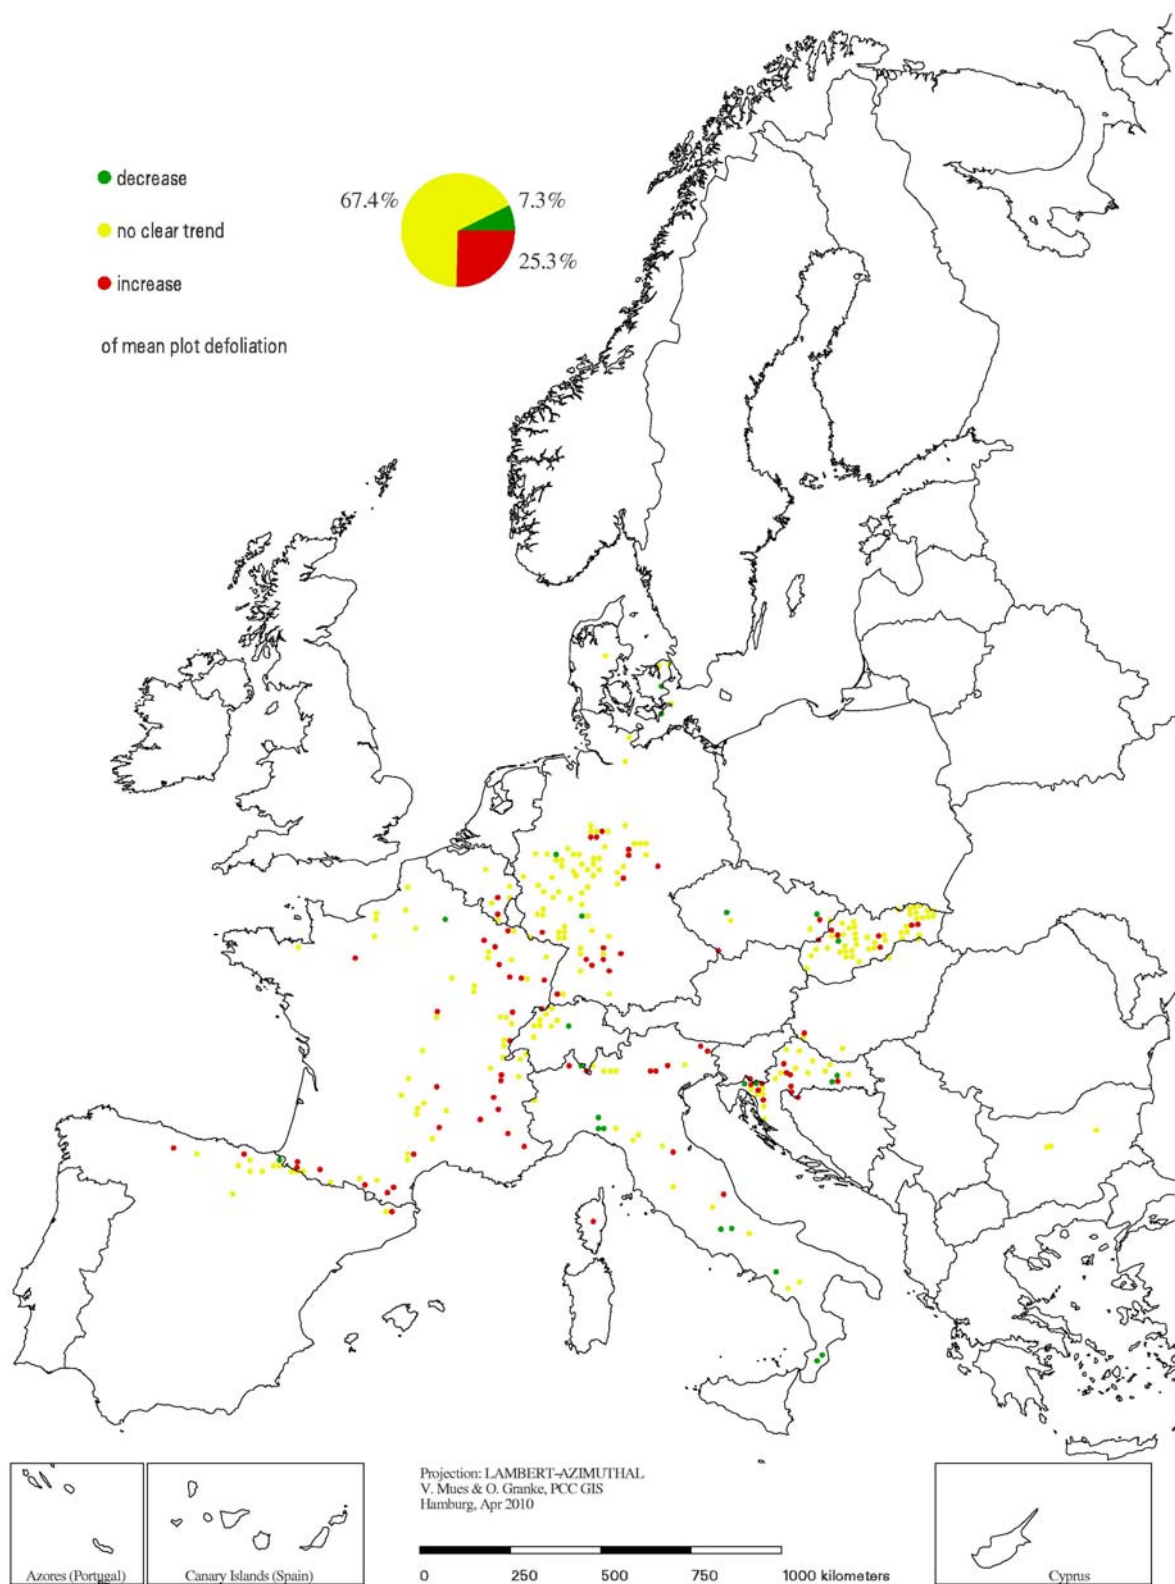 decrease
67.4%
7.3%
no clear trend
25.3%
increase
of mean plot defoliation
Projection: LAMBERT-AZIMUTHAL
V. Mues & O. Granke, PCC GIS
Hamburg, Apr 2010
Azores (Portugal)
Canary Islands (Spain)
0 250 500 750 1000 kilometers
Cyprus